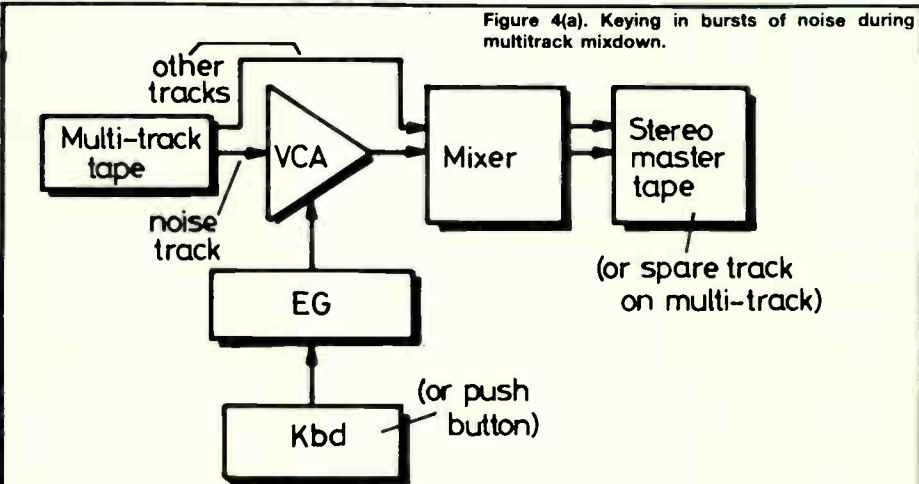 Figure 4(a). Keying in bursts of noise during
multitrack mixdown.
other
tracks
Multi-track
tape
VCA
Mixer
Stereo
master
tape
noise
track
(or spare track
on multi-track)
EG
(or push
button)
Kbd